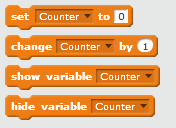 set Counter to 0
change Counter by 1
show variable Counter
hide variable Counter